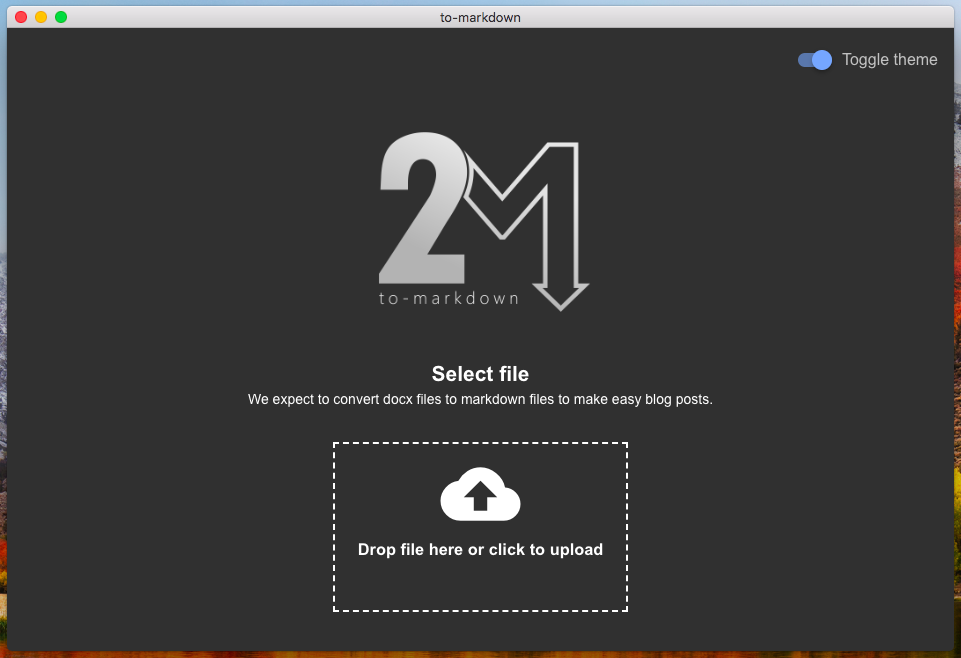 to-markdown
Toggle theme
2M
to-markdown
Select file
We expect to convert docx files to markdown files to make easy blog posts.
Drop file here or click to upload